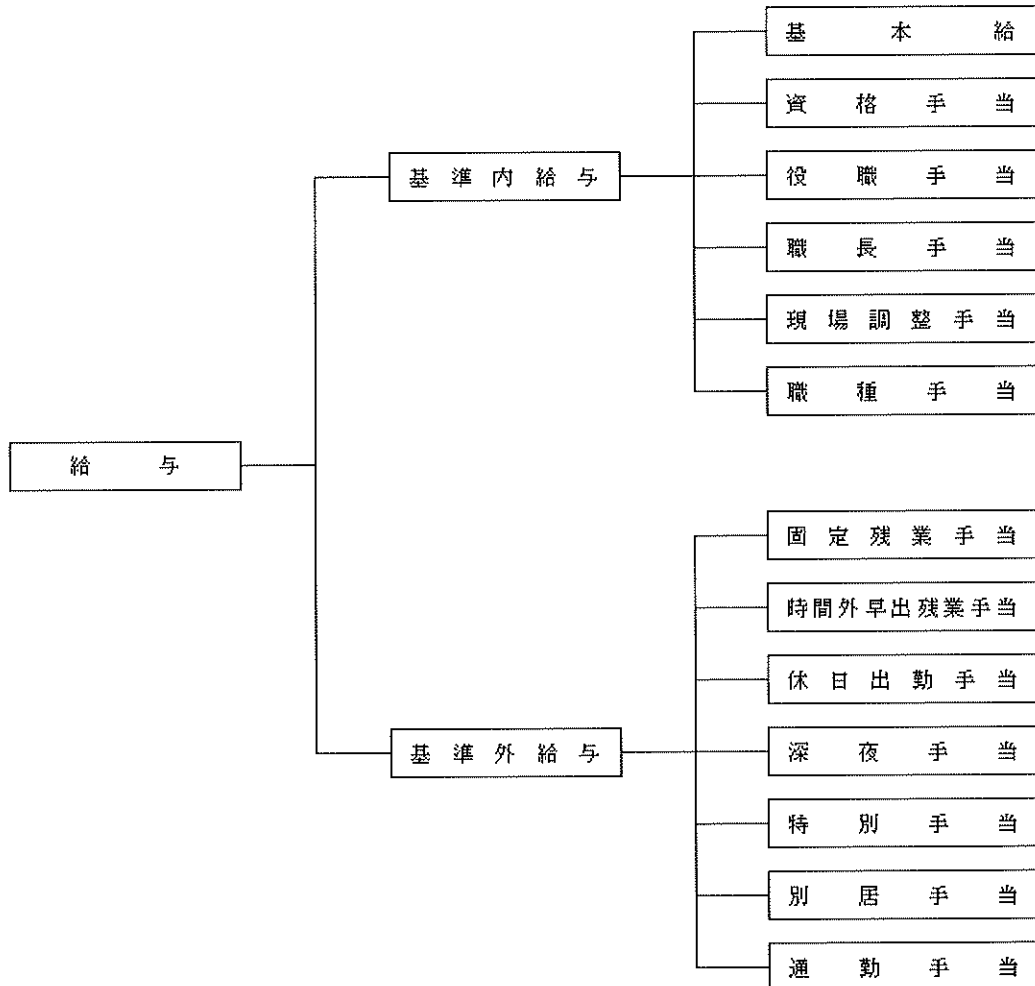 給与
基準内給与
基本給
資格手当
役職手当
職長手当
現場調整手当
職種手当
基準外給与
固定残業手当
時間外早出残業手当
休日出勤手当
深夜手当
特別手当
別居手当
通勤手当